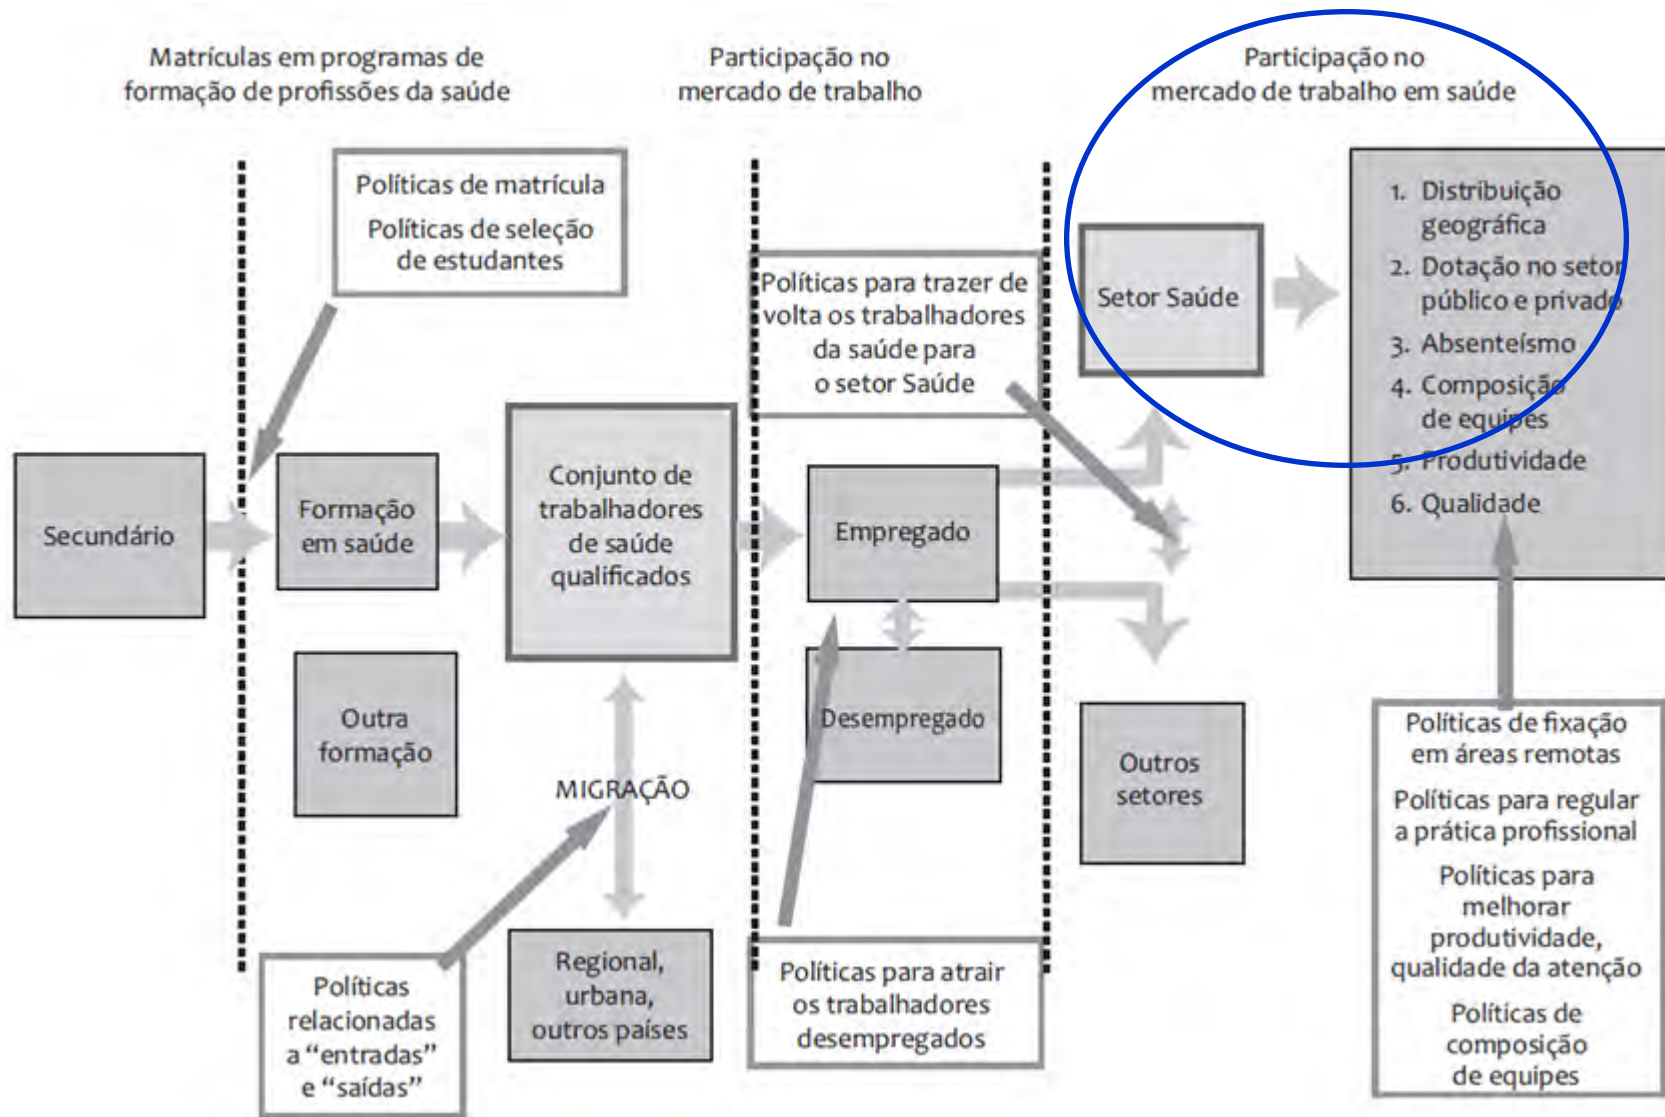 Matrículas em programas de
formação de profissões da saúde
Participação no
mercado de trabalho
Participação no
mercado de trabalho em saúde
Políticas de matrícula
Políticas de seleção
de estudantes
Políticas para trazer de
volta os trabalhadores
da saúde para
o setor Saúde
Setor Saúde
1. Distribuição
geográfica
2. Dotação no setor
público e privado
3. Absenteísmo
4. Composição
de equipes
5. Produtividade
6. Qualidade
Secundário
Formação
em saúde
Conjunto de
trabalhadores
de saúde
qualificados
Empregado
Outra
formação
Desempregado
MIGRAÇÃO
Outros
setores
Regional,
urbana,
outros países
Políticas
relacionadas
a “entradas”
e “saídas”
Políticas para atrair
os trabalhadores
desempregados
Políticas de fixação
em áreas remotas
Políticas para regular
a prática profissional
Políticas para
melhorar
produtividade,
qualidade da atenção
Políticas de
composição
de equipes